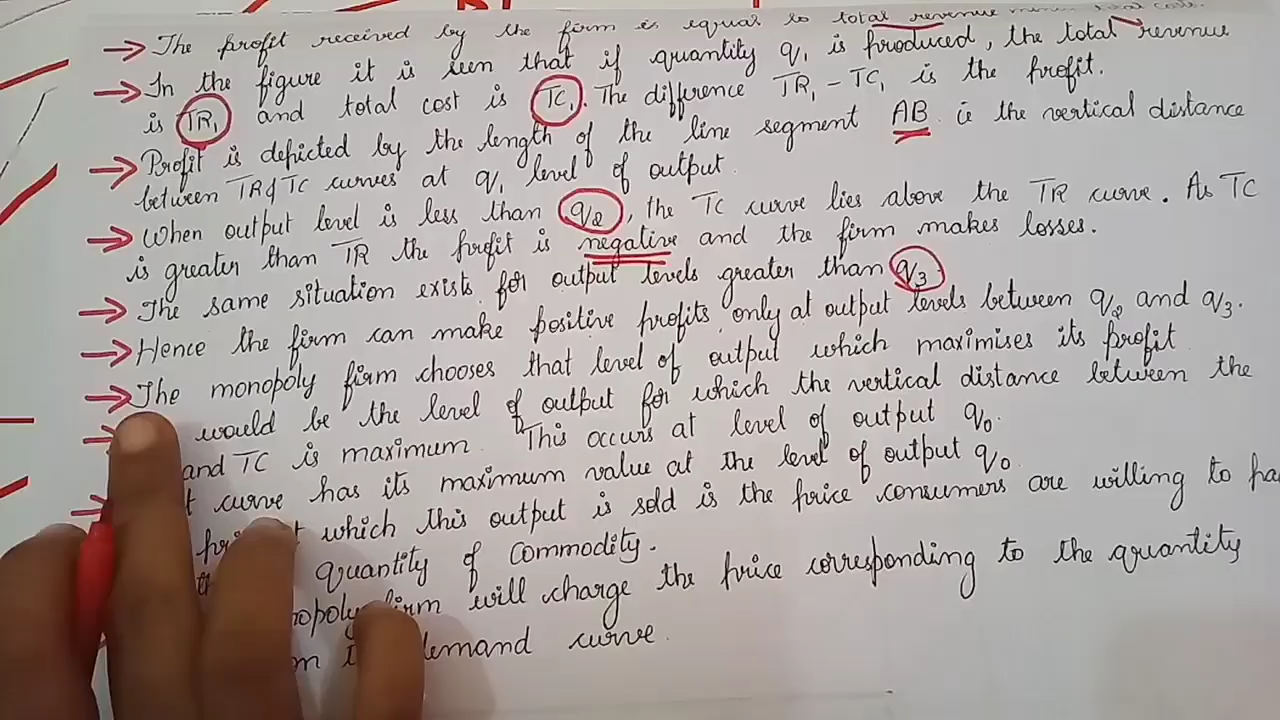 → The profit received by the firm is equal to total revenue minus total cost.
→ In the figure it is seen that if quantity q₁ is produced, the total revenue
is TR₁ and total cost is TC₁. The difference TR₁ - TC₁ is the profit.
→ Profit is depicted by the length of the line segment AB ie the vertical distance
between TR & TC curves at q₁ level of output.
→ When output level is less than q₂, the TC curve lies above the TR curve. As TC
is greater than TR the profit is negative and the firm makes losses.
→ The same situation exists for output levels greater than q₃.
→ Hence the firm can make positive profits only at output levels between q₂ and q₃.
→ The monopoly firm chooses that level of output which maximises its profit
→ would be the level of output for which the vertical distance between the
and TC is maximum. This occurs at level of output q₀.
→ curve has its maximum value at the level of output q₀
which this output is sold is the price consumers are willing to
quantity of commodity.
firm will charge the price corresponding to the quantity
demand curve.